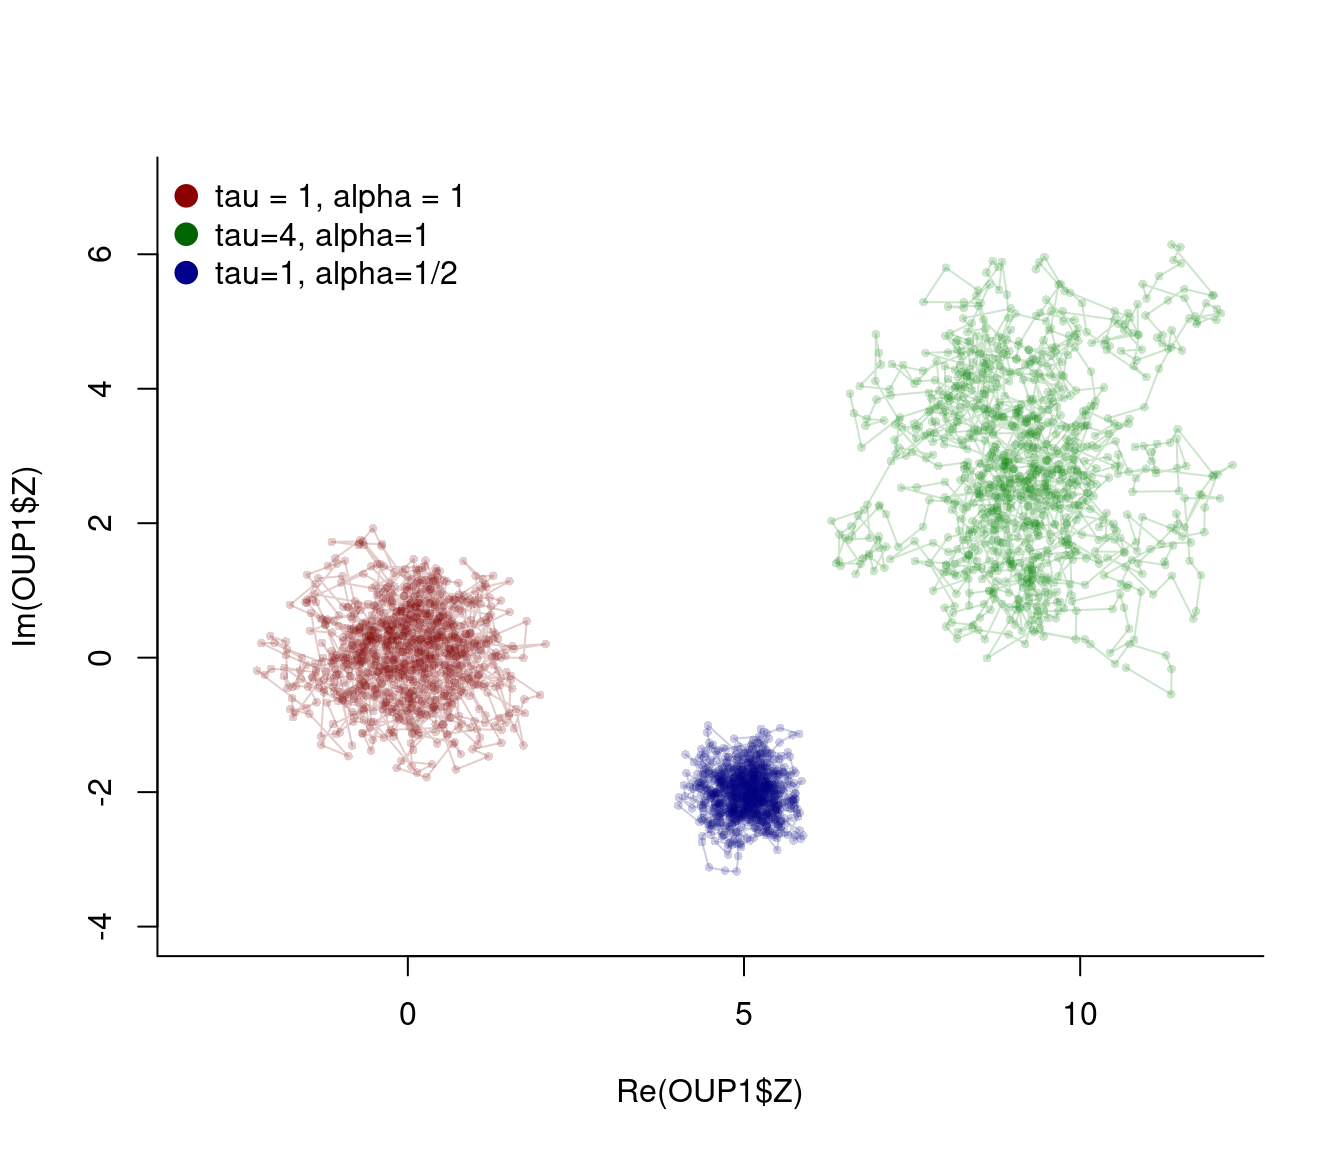 tau = 1, alpha = 1
tau=4, alpha=1
tau=1, alpha=1/2
6
4
2
0
-2
-4
Im(OUP1$Z)
0 5 10
Re(OUP1$Z)